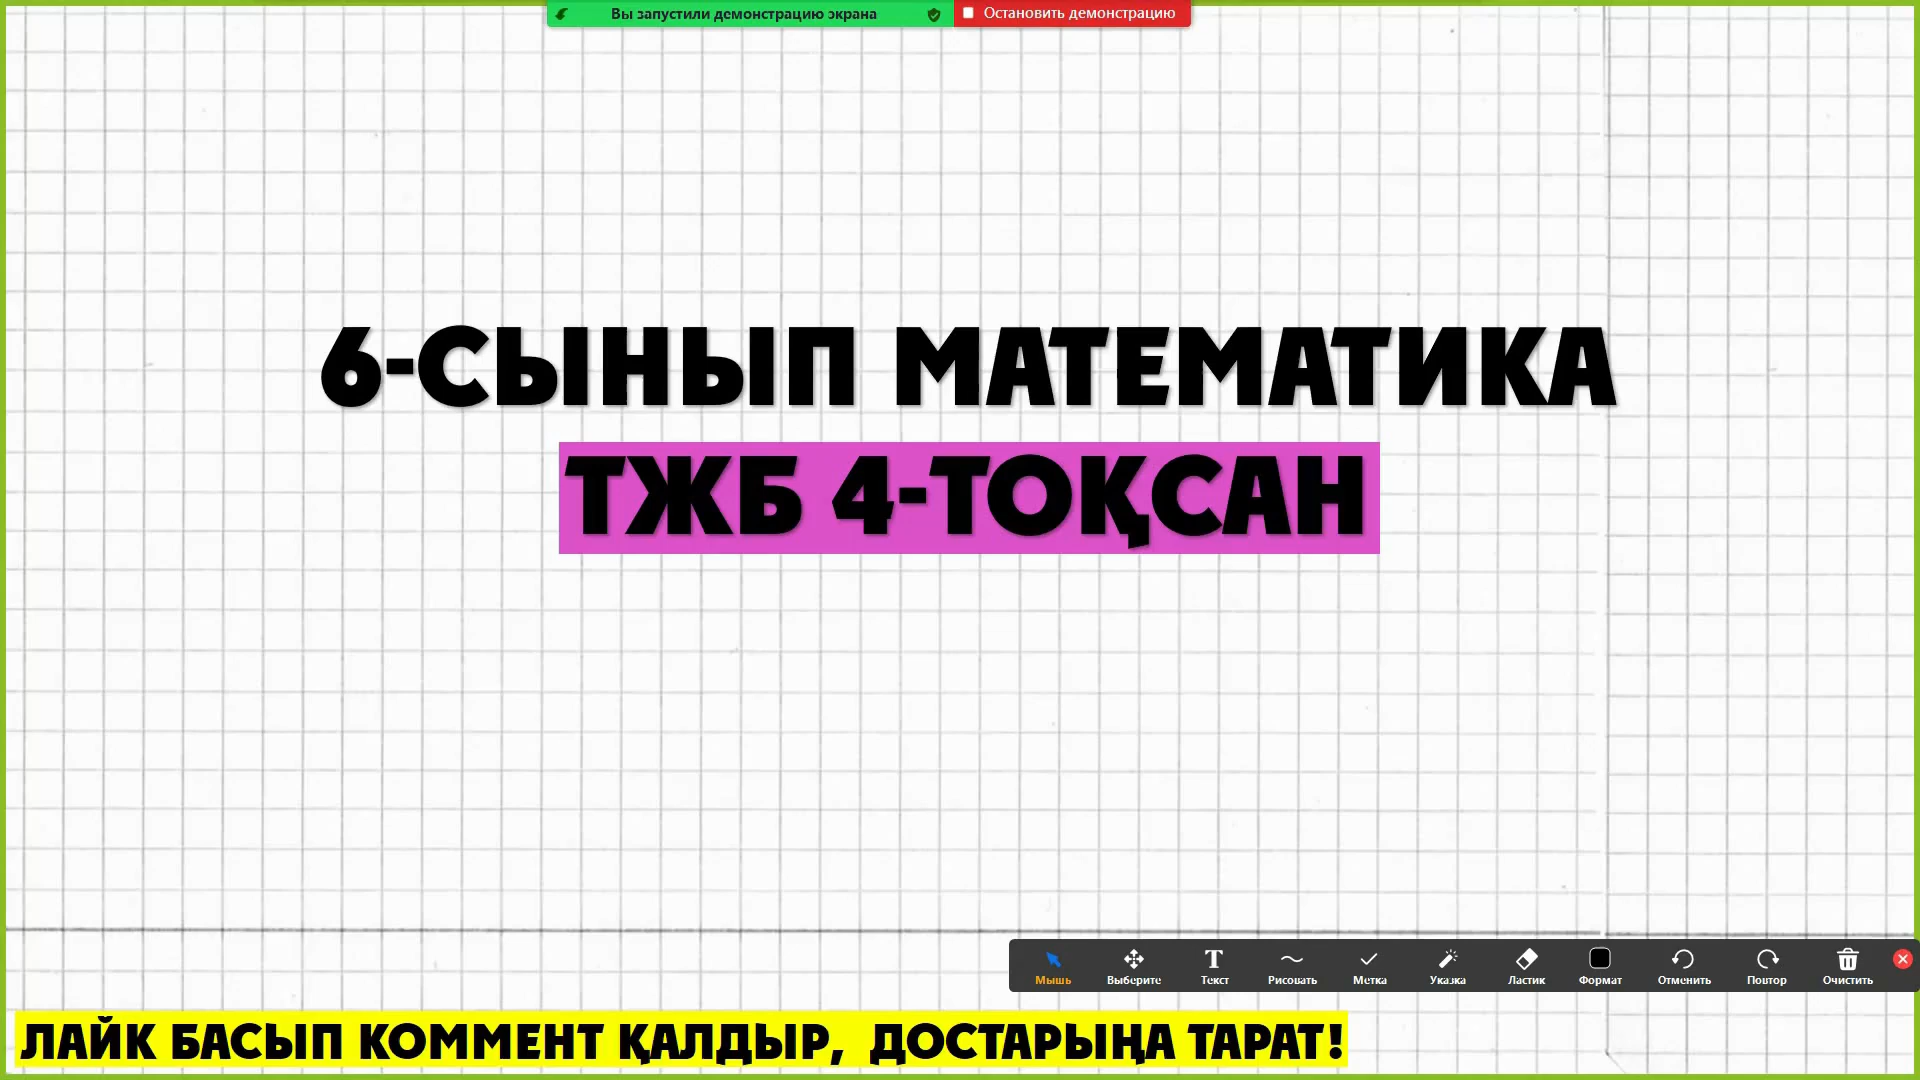 Вы запустили демонстрацию экрана
Остановить демонстрацию
6-СЫНЫП МАТЕМАТИКА
ТЖБ 4-ТОҚСАН
Мышь Выберите Текст Рисовать Метка Указка Ластик Формат Отменить Повтор Очистить
ЛАЙК БАСЫП КОММЕНТ ҚАЛДЫР, ДОСТАРЫҢА ТАРАТ!